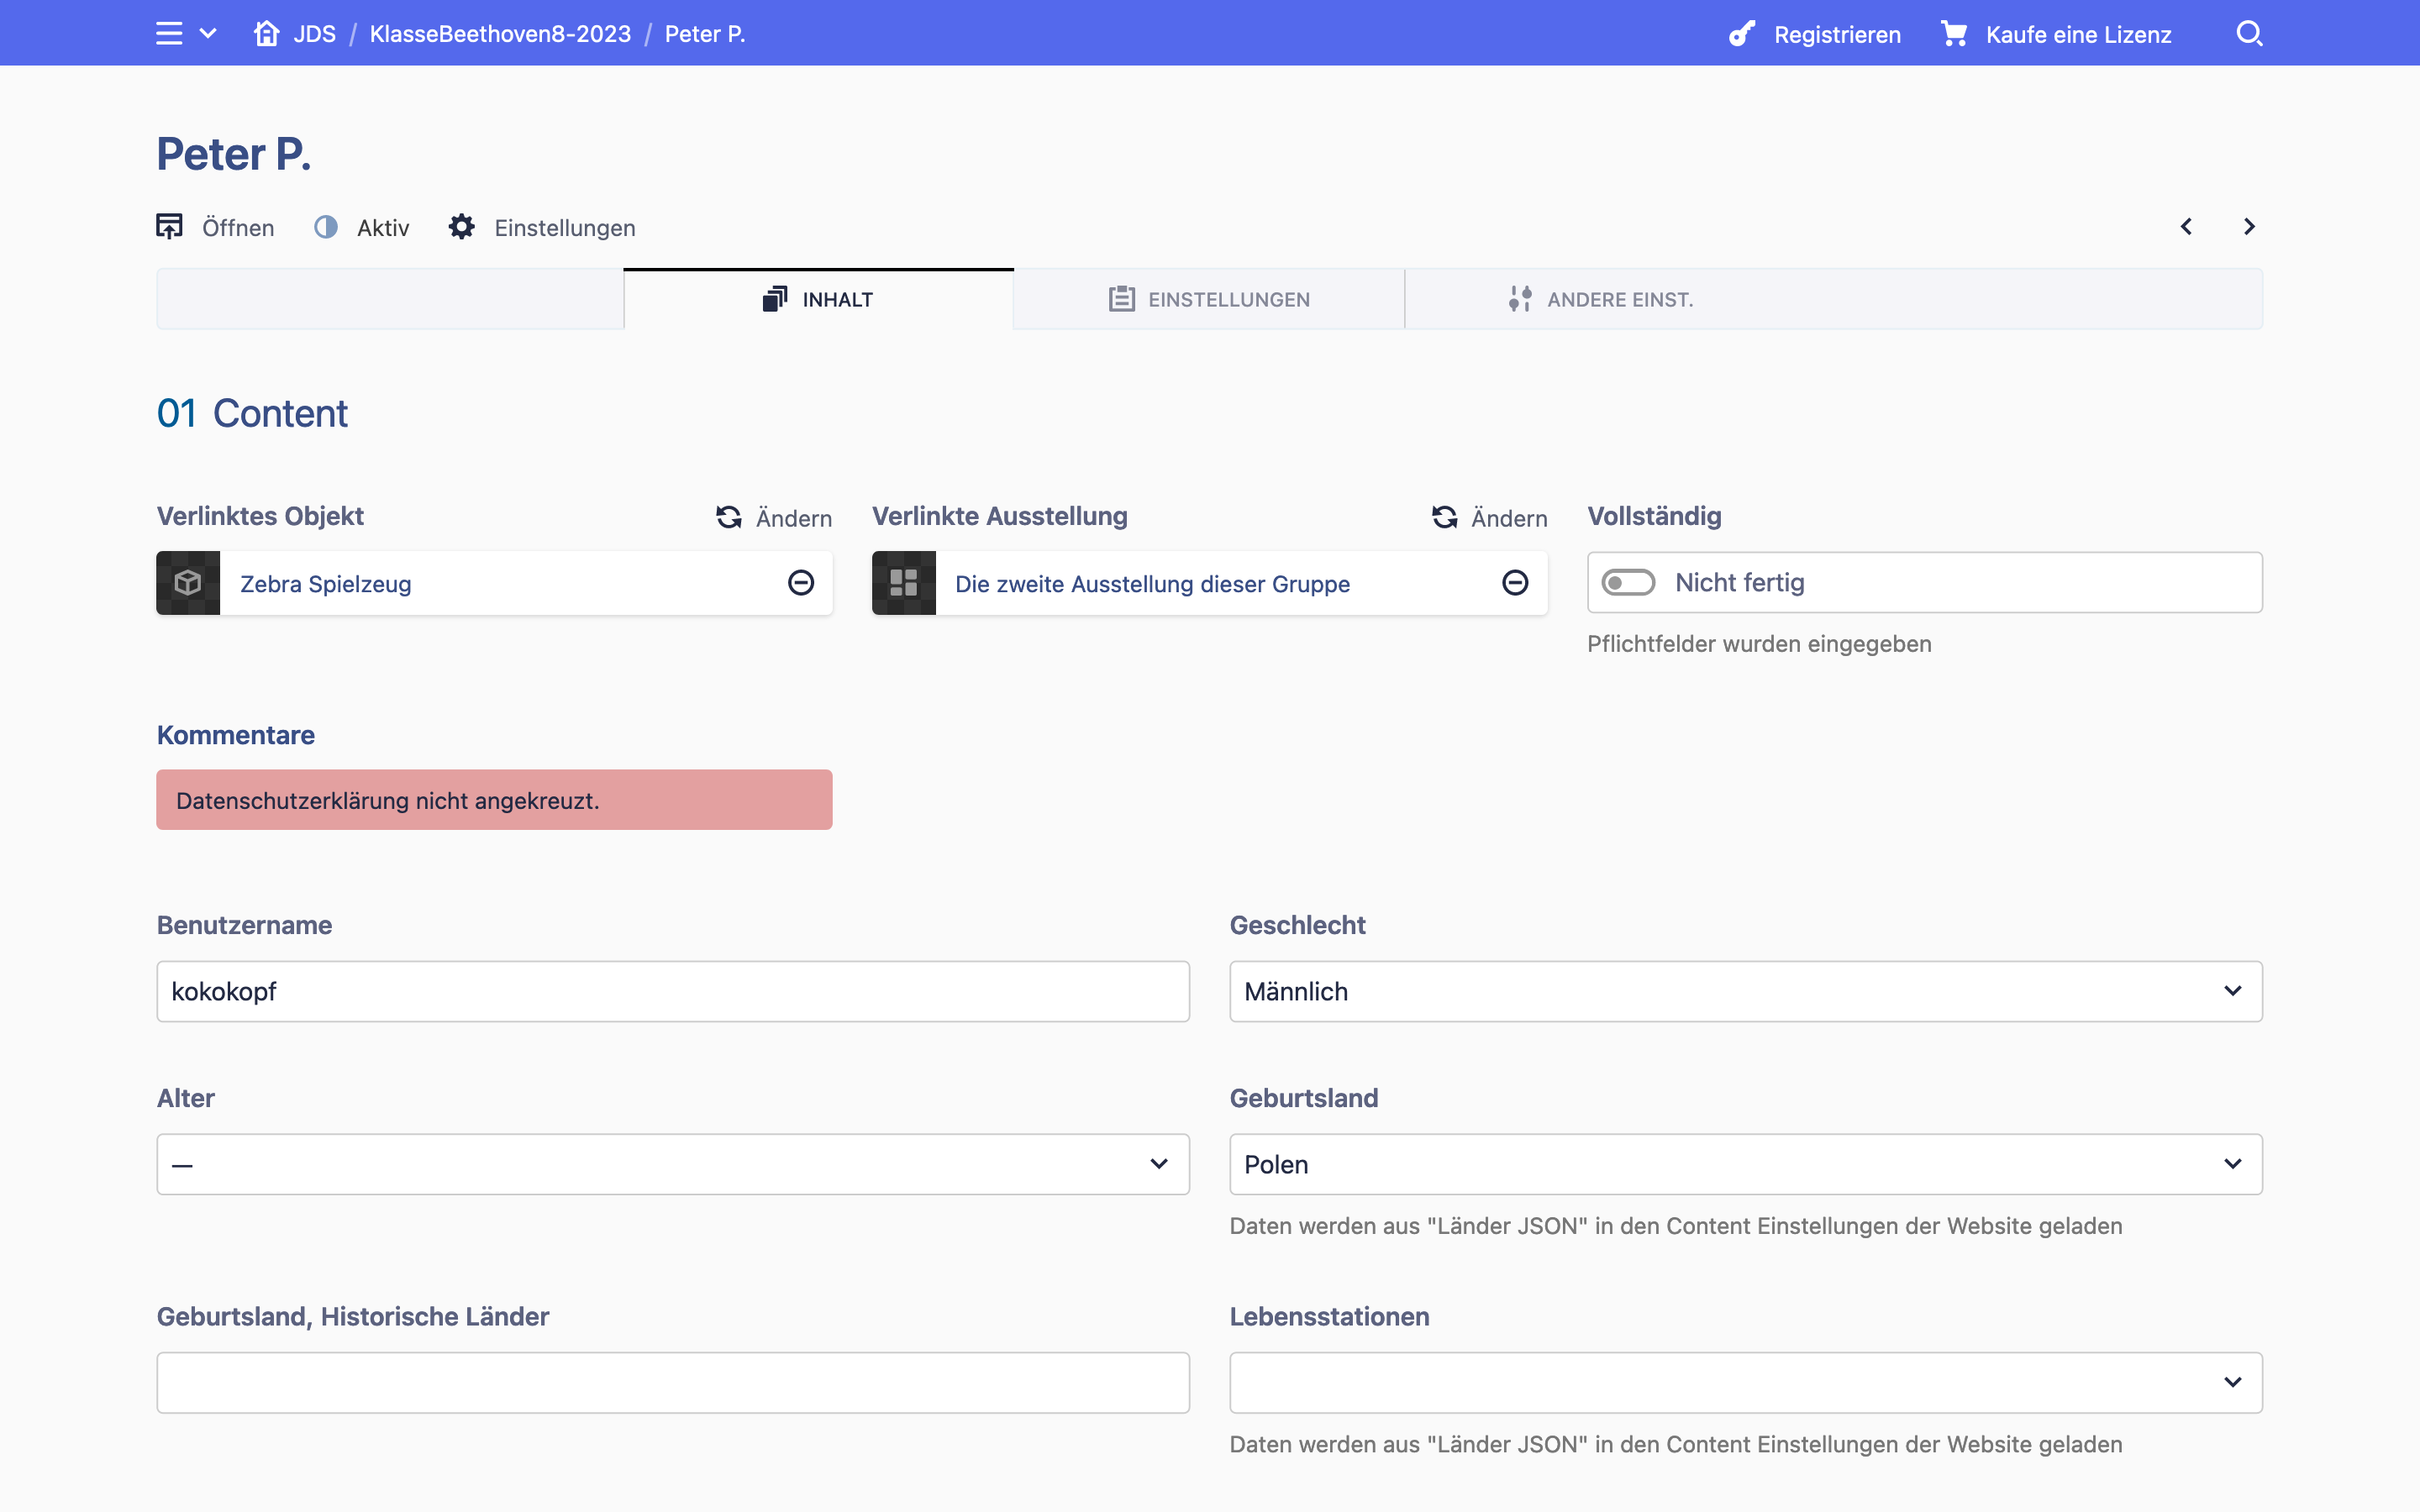 JDS / KlasseBeethoven8-2023 / Peter P.
Registrieren
Kaufe eine Lizenz
Peter P.
Öffnen
Aktiv
Einstellungen
INHALT
EINSTELLUNGEN
ANDERE EINST.
01 Content
Verlinktes Objekt
Ändern
Zebra Spielzeug
Verlinkte Ausstellung
Ändern
Die zweite Ausstellung dieser Gruppe
Vollständig
Nicht fertig
Pflichtfelder wurden eingegeben
Kommentare
Datenschutzerklärung nicht angekreuzt.
Benutzername
kokokopf
Geschlecht
Männlich
Alter
—
Geburtsland
Polen
Daten werden aus "Länder JSON" in den Content Einstellungen der Website geladen
Geburtsland, Historische Länder
Lebensstationen
Daten werden aus "Länder JSON" in den Content Einstellungen der Website geladen